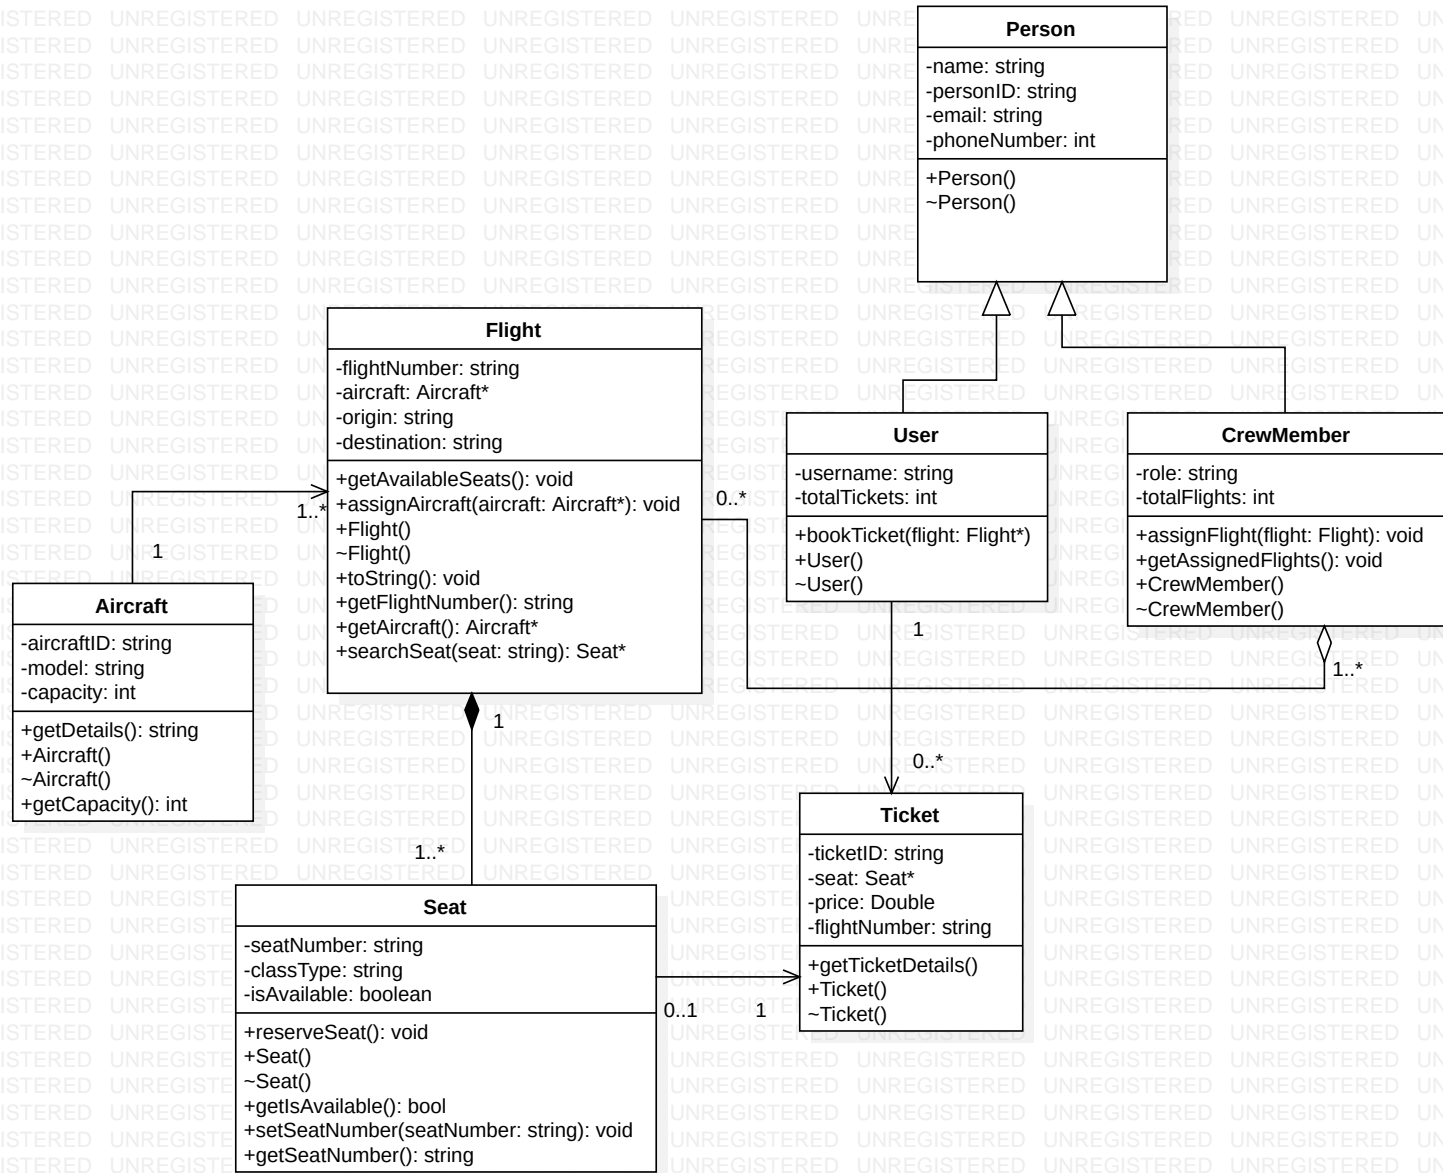 Person
-name: string
-personID: string
-email: string
-phoneNumber: int
+Person()
~Person()
Flight
-flightNumber: string
-aircraft: Aircraft*
-origin: string
-destination: string
+getAvailableSeats(): void
+assignAircraft(aircraft: Aircraft*): void
+Flight()
~Flight()
+toString(): void
+getFlightNumber(): string
+getAircraft(): Aircraft*
+searchSeat(seat: string): Seat*
User
-username: string
-totalTickets: int
+bookTicket(flight: Flight*)
+User()
~User()
CrewMember
-role: string
-totalFlights: int
+assignFlight(flight: Flight): void
+getAssignedFlights(): void
+CrewMember()
~CrewMember()
0..*
1..*
1
1
1..*
Aircraft
-aircraftID: string
-model: string
-capacity: int
+getDetails(): string
+Aircraft()
~Aircraft()
+getCapacity(): int
1
0..*
1..*
Ticket
-ticketID: string
-seat: Seat*
-price: Double
-flightNumber: string
+getTicketDetails()
+Ticket()
~Ticket()
Seat
-seatNumber: string
-classType: string
-isAvailable: boolean
+reserveSeat(): void
+Seat()
~Seat()
+getIsAvailable(): bool
+setSeatNumber(seatNumber: string): void
+getSeatNumber(): string
0..1
1
UNREGISTERED